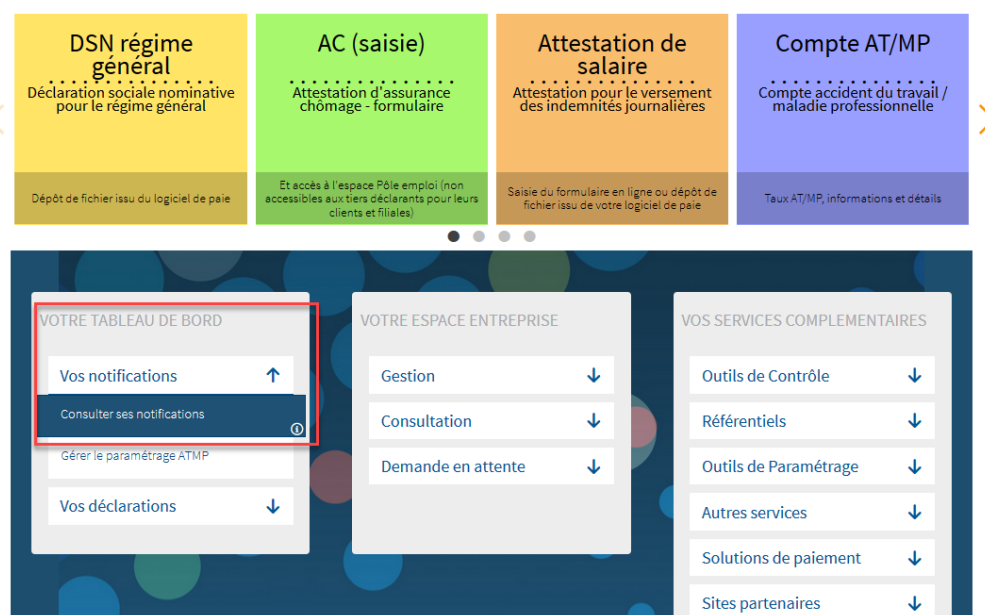 DSN régime
général
Déclaration sociale nominative
pour le régime général
Dépôt de fichier issu du logiciel de paie
AC (saisie)
Attestation d'assurance
chômage - formulaire
Et accès à l'espace Pôle emploi (non
accessibles aux tiers déclarants pour leurs
clients et filiales)
Attestation de
salaire
Attestation pour le versement
des indemnités journalières
Saisie du formulaire en ligne ou dépôt de
fichier issu de votre logiciel de paie
Compte AT/MP
Compte accident du travail /
maladie professionnelle
Taux AT/MP, informations et détails
VOTRE TABLEAU DE BORD
Vos notifications
Consulter ses notifications
Gérer le paramétrage ATMP
Vos déclarations
VOTRE ESPACE ENTREPRISE
Gestion
Consultation
Demande en attente
VOS SERVICES COMPLEMENTAIRES
Outils de Contrôle
Référentiels
Outils de Paramétrage
Autres services
Solutions de paiement
Sites partenaires